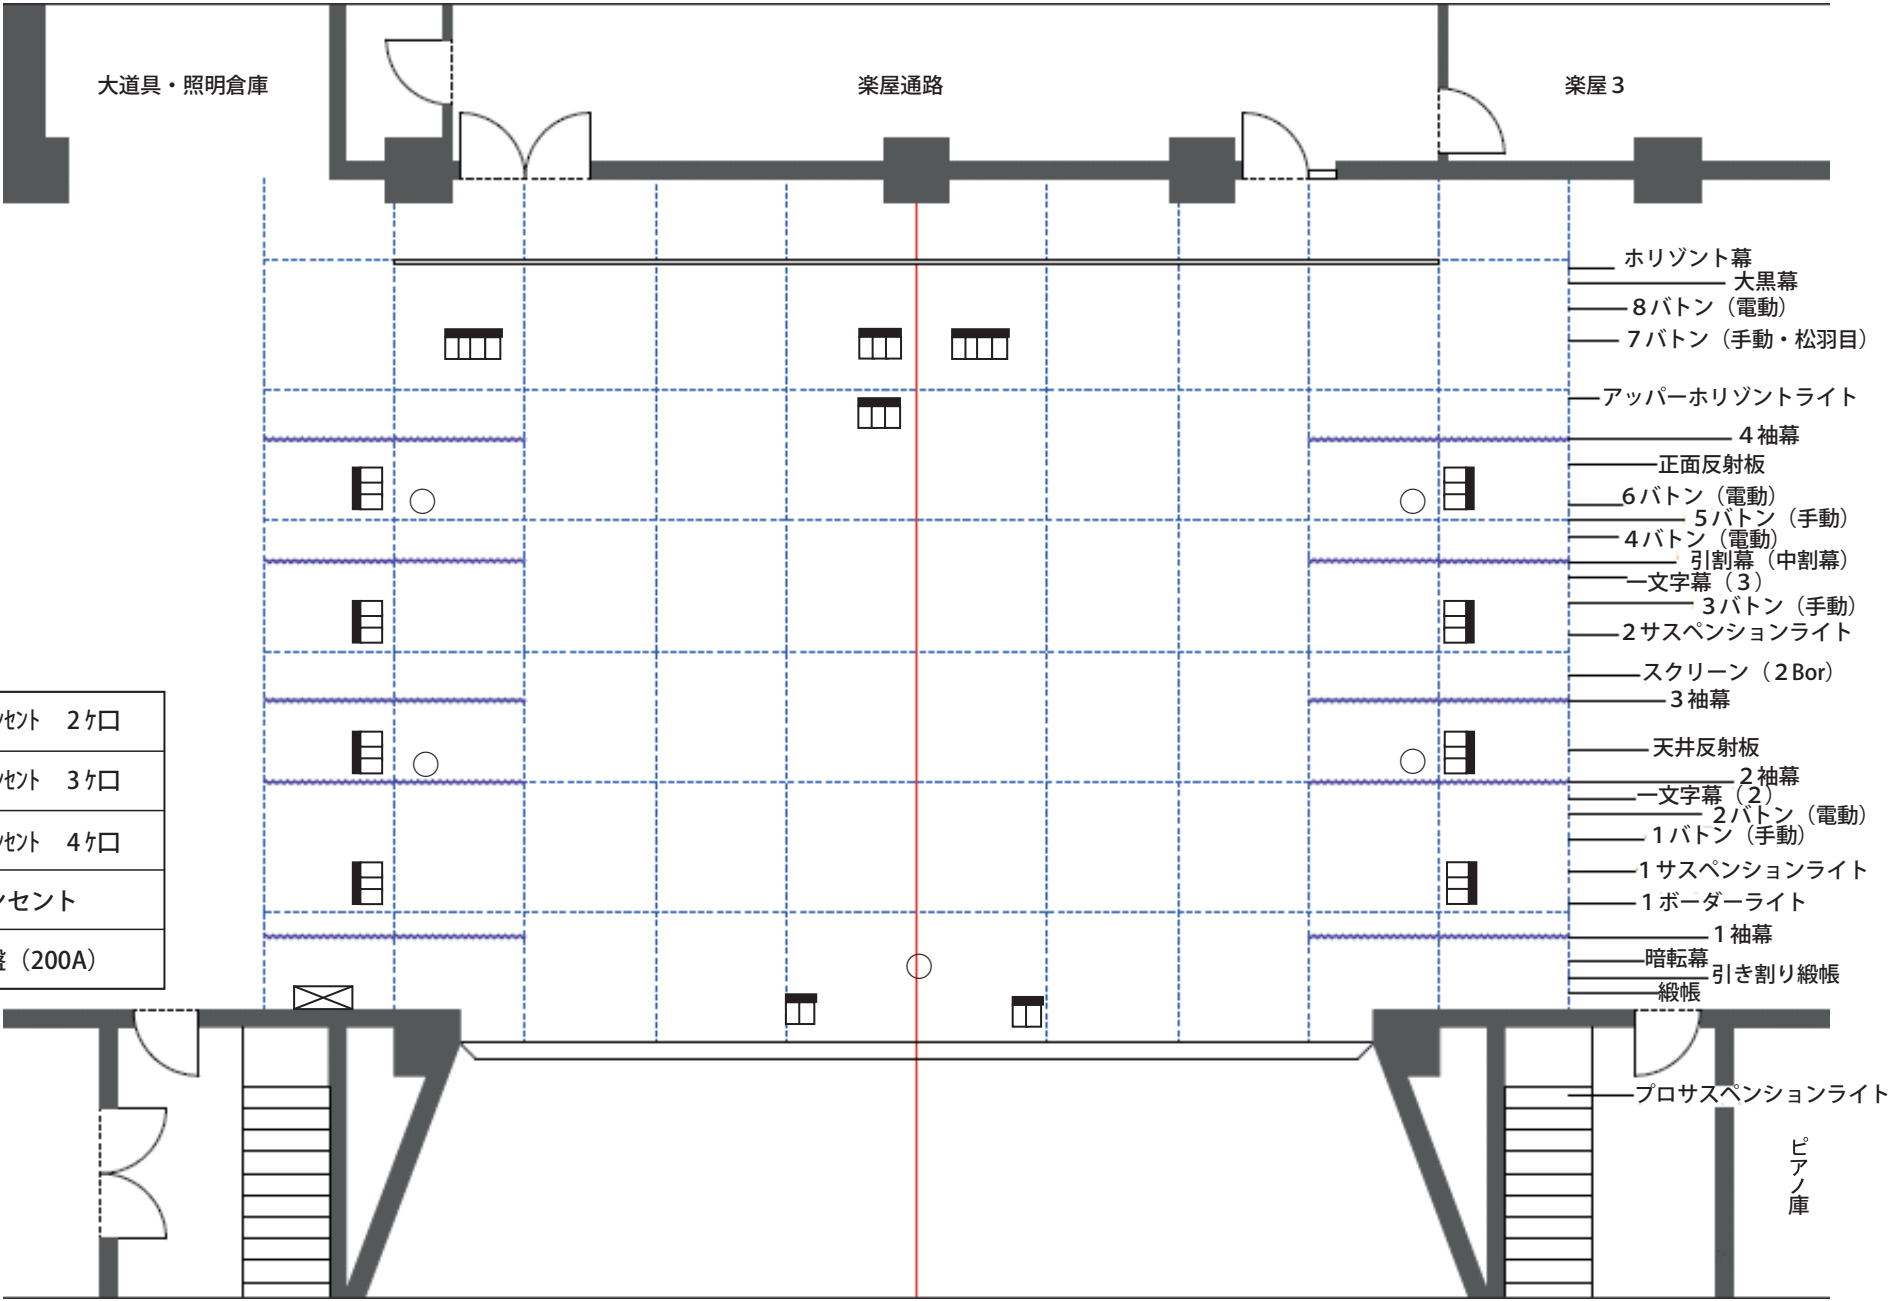 大道具・照明倉庫
楽屋通路
楽屋３
ホリゾント幕
大黒幕
８バトン（電動）
７バトン（手動・松羽目）
アッパーホリゾントライト
４袖幕
正面反射板
６バトン（電動）
５バトン（手動）
４バトン（電動）
引割幕（中割幕）
一文字幕（３）
３バトン（手動）
２サスペンションライト
スクリーン（２Bor）
３袖幕
天井反射板
２袖幕
一文字幕（２）
２バトン（電動）
１バトン（手動）
１サスペンションライト
１ボーダーライト
１袖幕
暗転幕
引き割り緞帳
緞帳
プロサスペンションライト
ピアノ庫
ｾﾝﾄ　２ｹ口
ｾﾝﾄ　３ｹ口
ｾﾝﾄ　４ｹ口
ンセント
盤（200A）